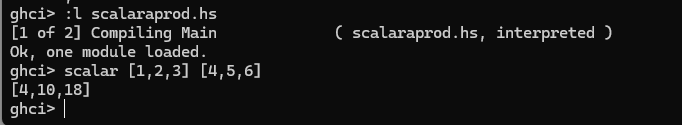 ghci> :l scalaraprod.hs
[1 of 2] Compiling Main             ( scalaraprod.hs, interpreted )
Ok, one module loaded.
ghci> scalar [1,2,3] [4,5,6]
[4,10,18]
ghci>